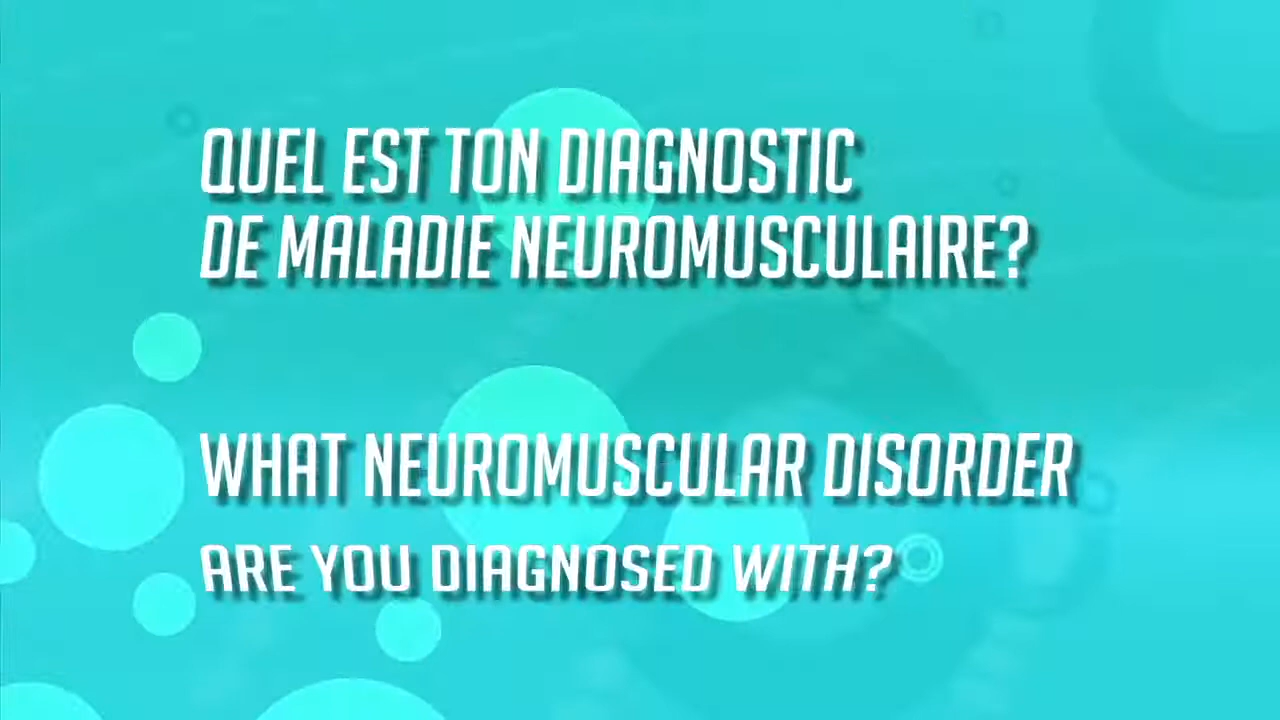 QUEL EST TON DIAGNOSTIC
DE MALADIE NEUROMUSCULAIRE?
WHAT NEUROMUSCULAR DISORDER
ARE YOU DIAGNOSED WITH?